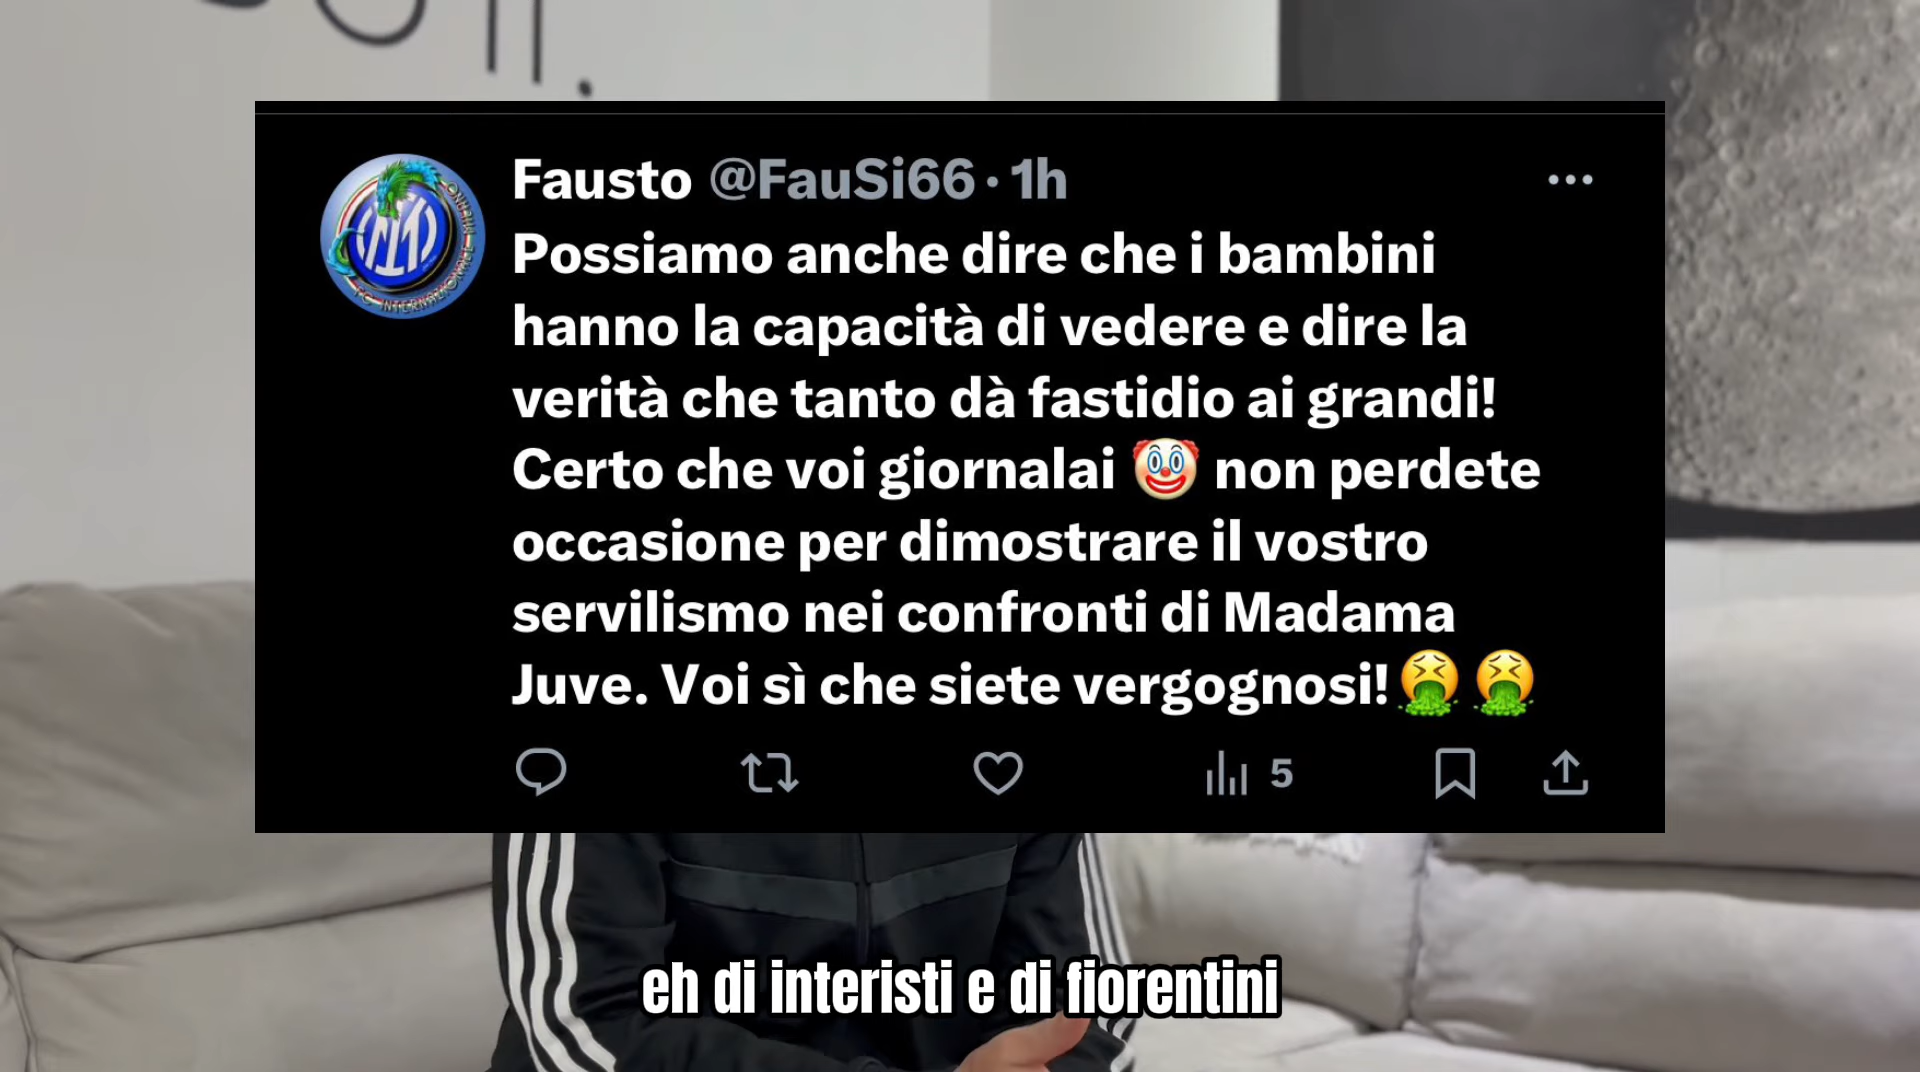 Fausto @FauSi66 · 1h
Possiamo anche dire che i bambini
hanno la capacità di vedere e dire la
verità che tanto dà fastidio ai grandi!
Certo che voi giornalai 🤡 non perdete
occasione per dimostrare il vostro
servilismo nei confronti di Madama
Juve. Voi sì che siete vergognosi!🤮🤮
5
eh di interisti e di fiorentini